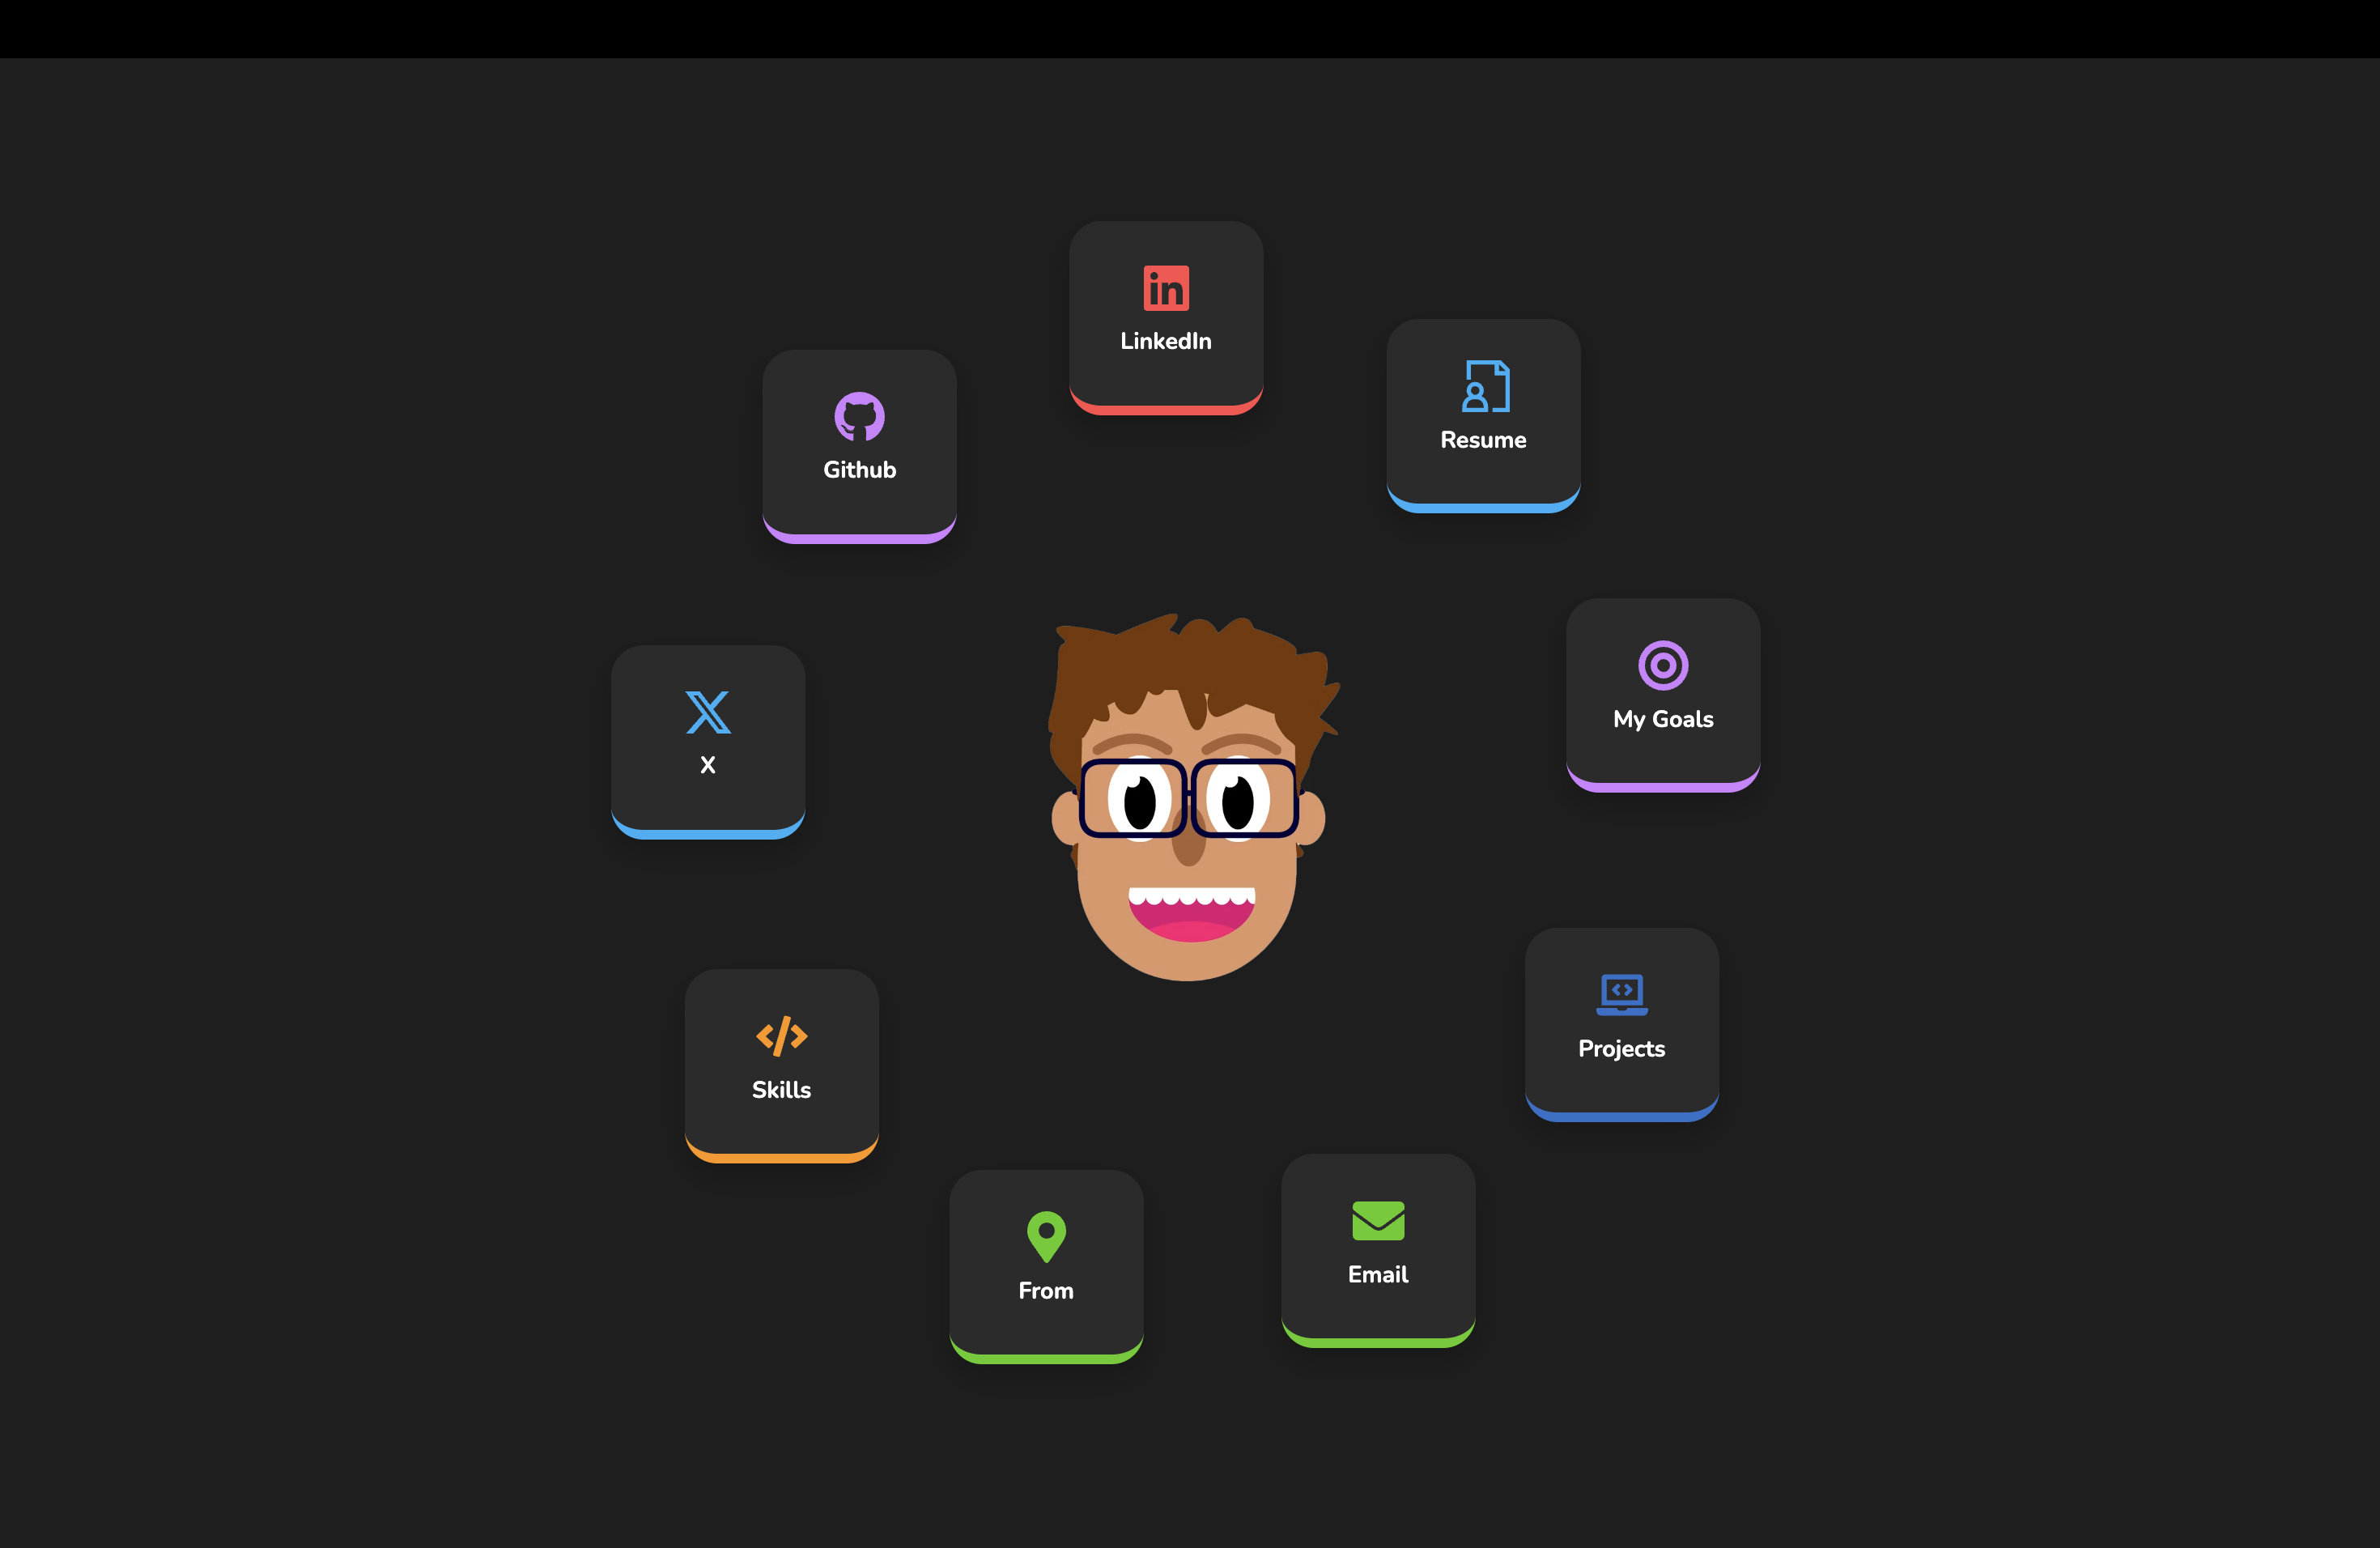 LinkedIn
Resume
Github
My Goals
X
Projects
Skills
Email
From